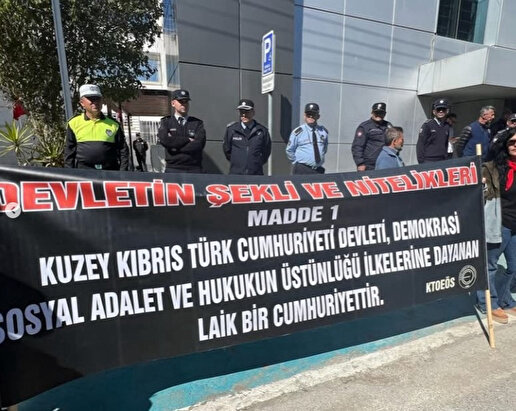 DEVLETİN ŞEKLİ VE NİTELİKLERİ
MADDE 1
KUZEY KIBRIS TÜRK CUMHURİYETİ DEVLETİ, DEMOKRASİ
SOSYAL ADALET VE HUKUKUN ÜSTÜNLÜĞÜ İLKELERİNE DAYANAN
LAİK BİR CUMHURİYETTİR.
KTOEÖS
P